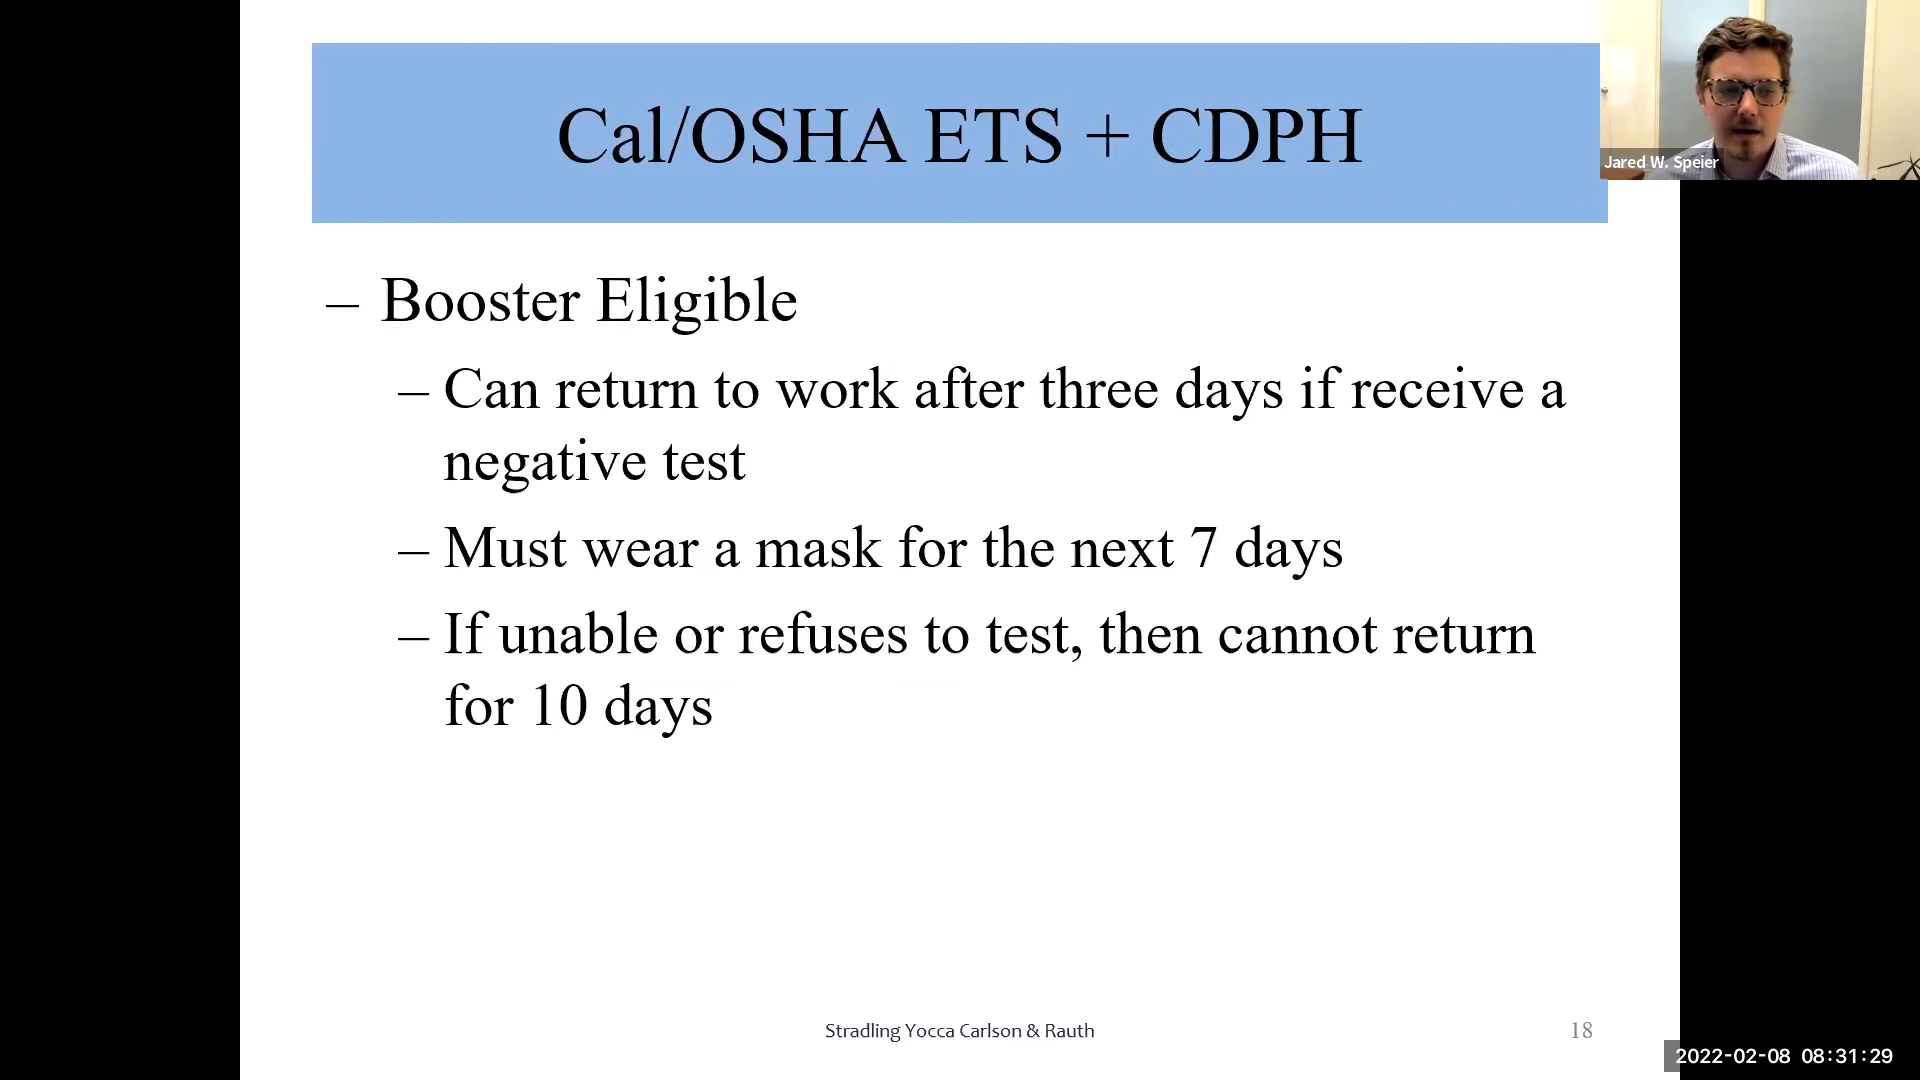 Cal/OSHA ETS + CDPH
Jared W. Speier
– Booster Eligible
– Can return to work after three days if receive a
negative test
– Must wear a mask for the next 7 days
– If unable or refuses to test, then cannot return
for 10 days
Stradling Yocca Carlson & Rauth
18
2022-02-08 08:31:29